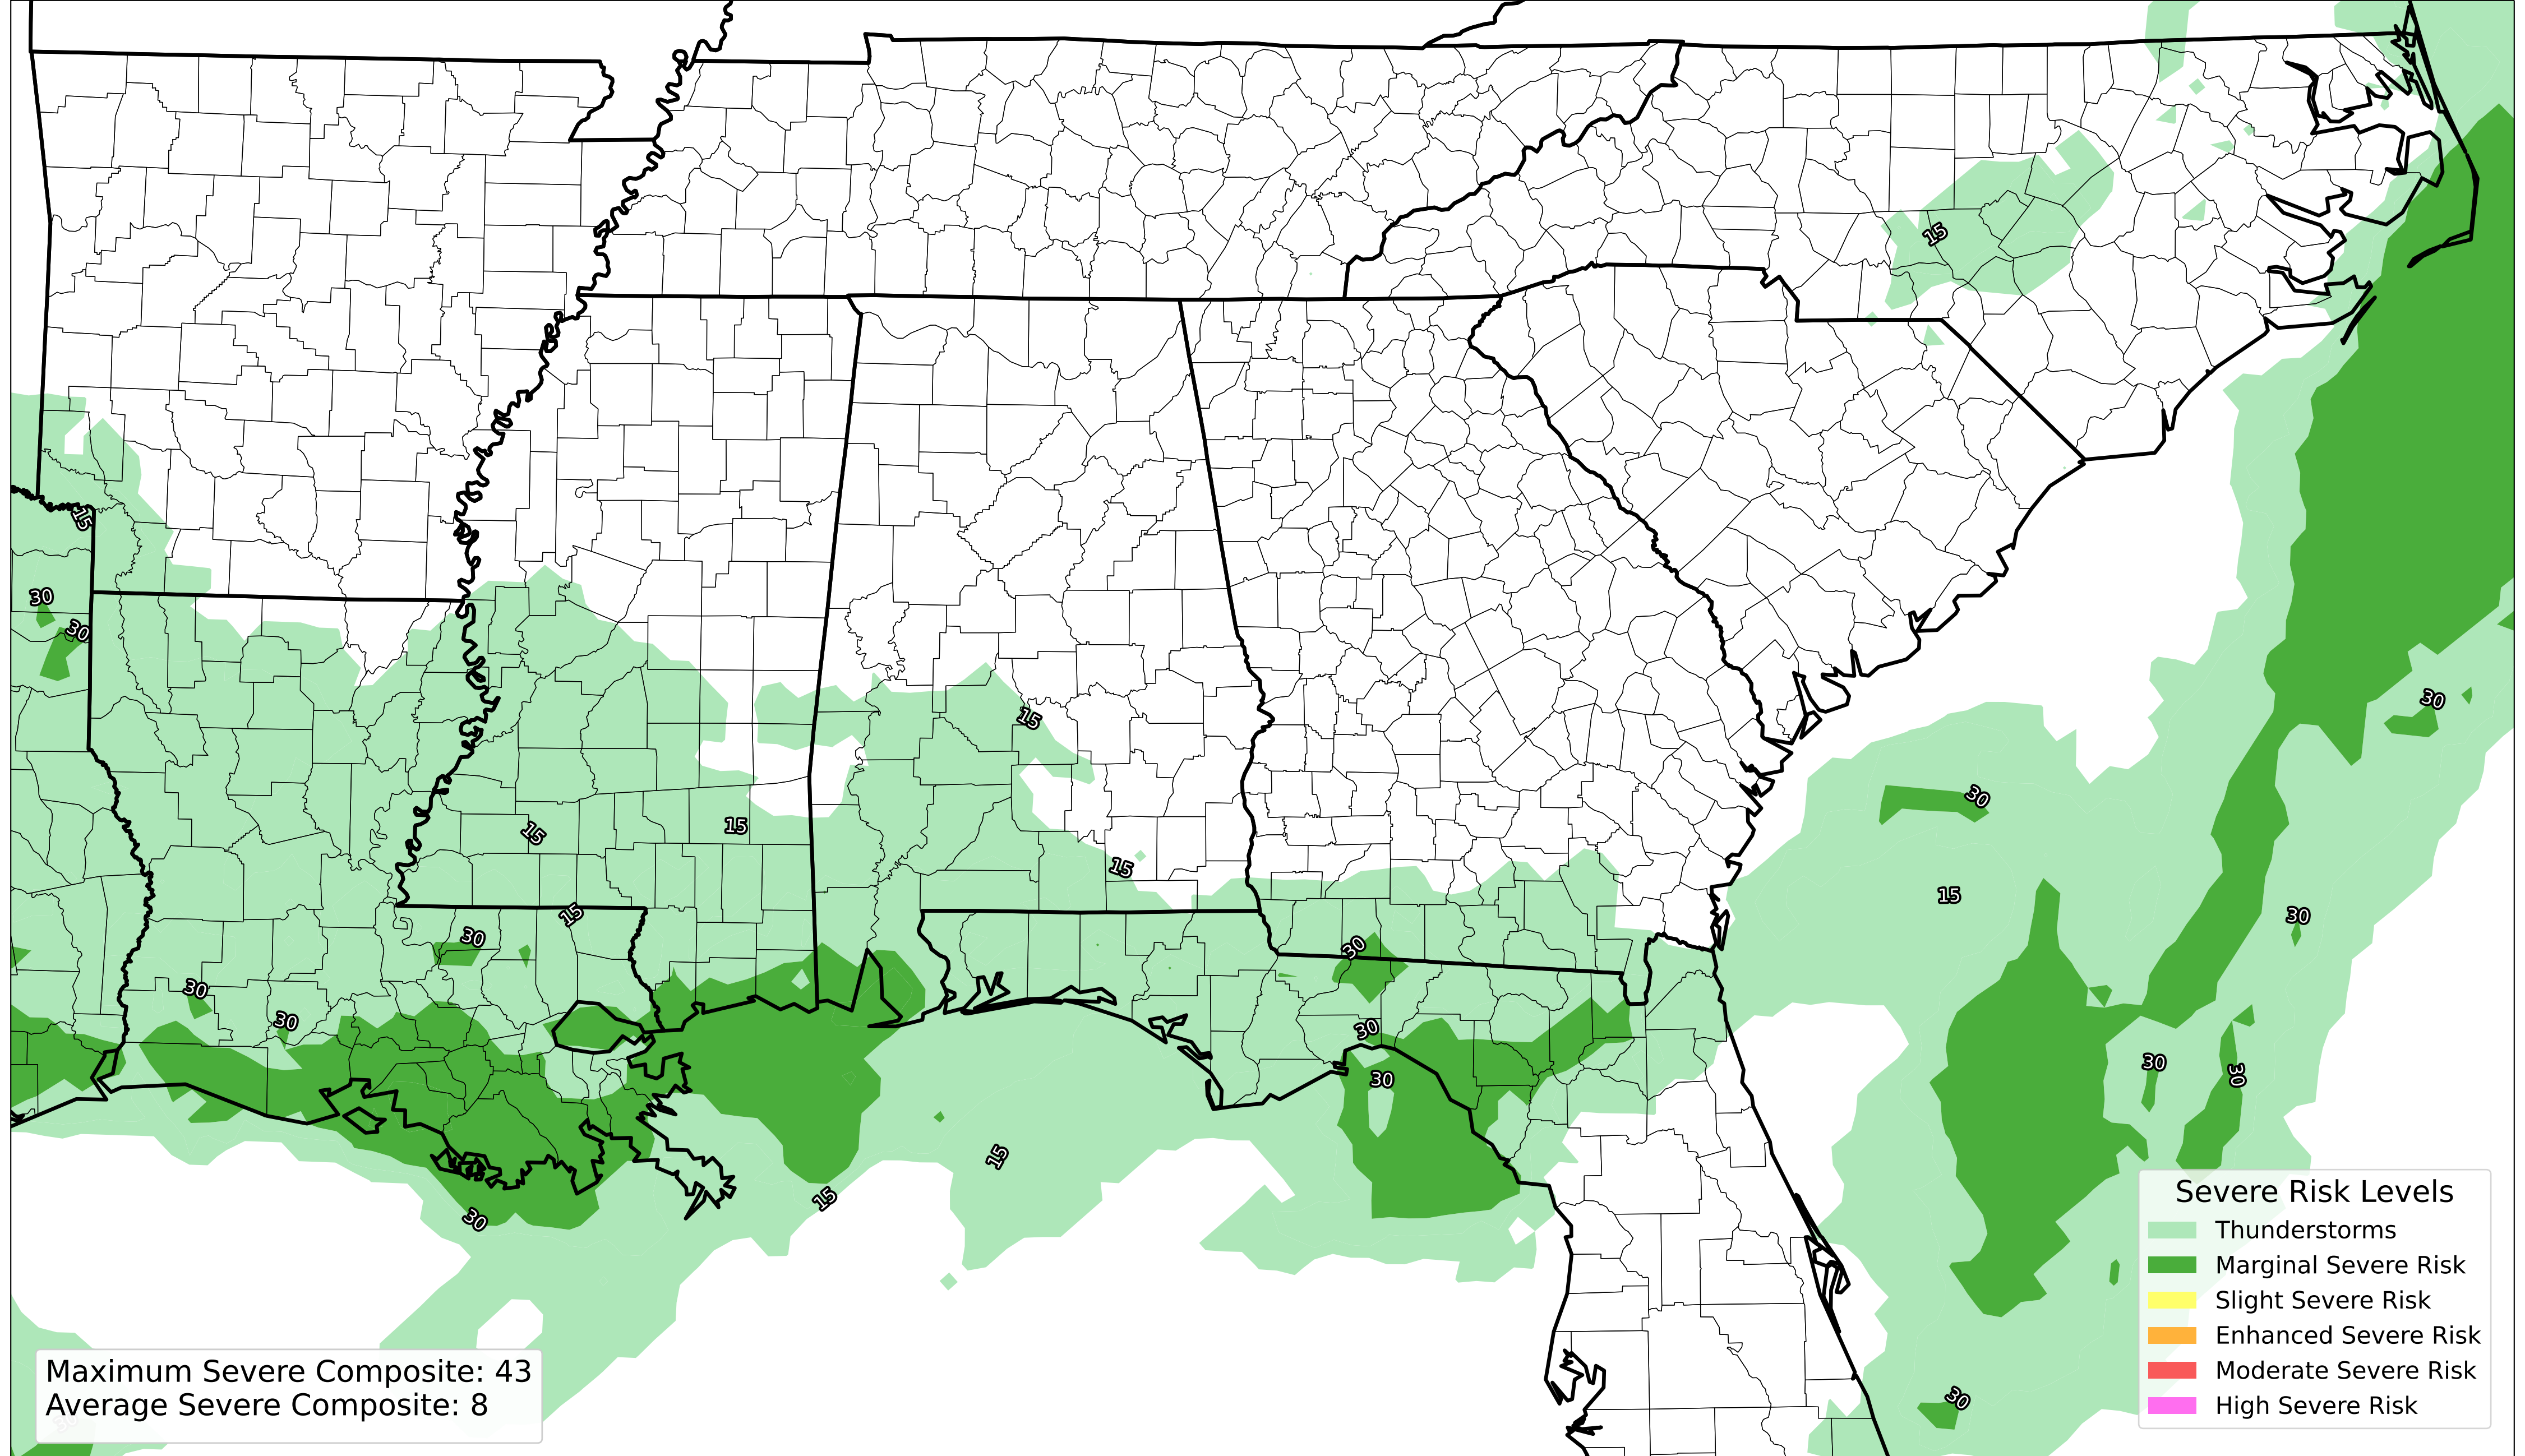 15
15
30
30
15
30
30
15
15
15
15
15
30
30
30
30
30
30
30
30
30
30
15
15
30
30
Severe Risk Levels
Thunderstorms
Marginal Severe Risk
Slight Severe Risk
Enhanced Severe Risk
Moderate Severe Risk
High Severe Risk
Maximum Severe Composite: 43
Average Severe Composite: 8